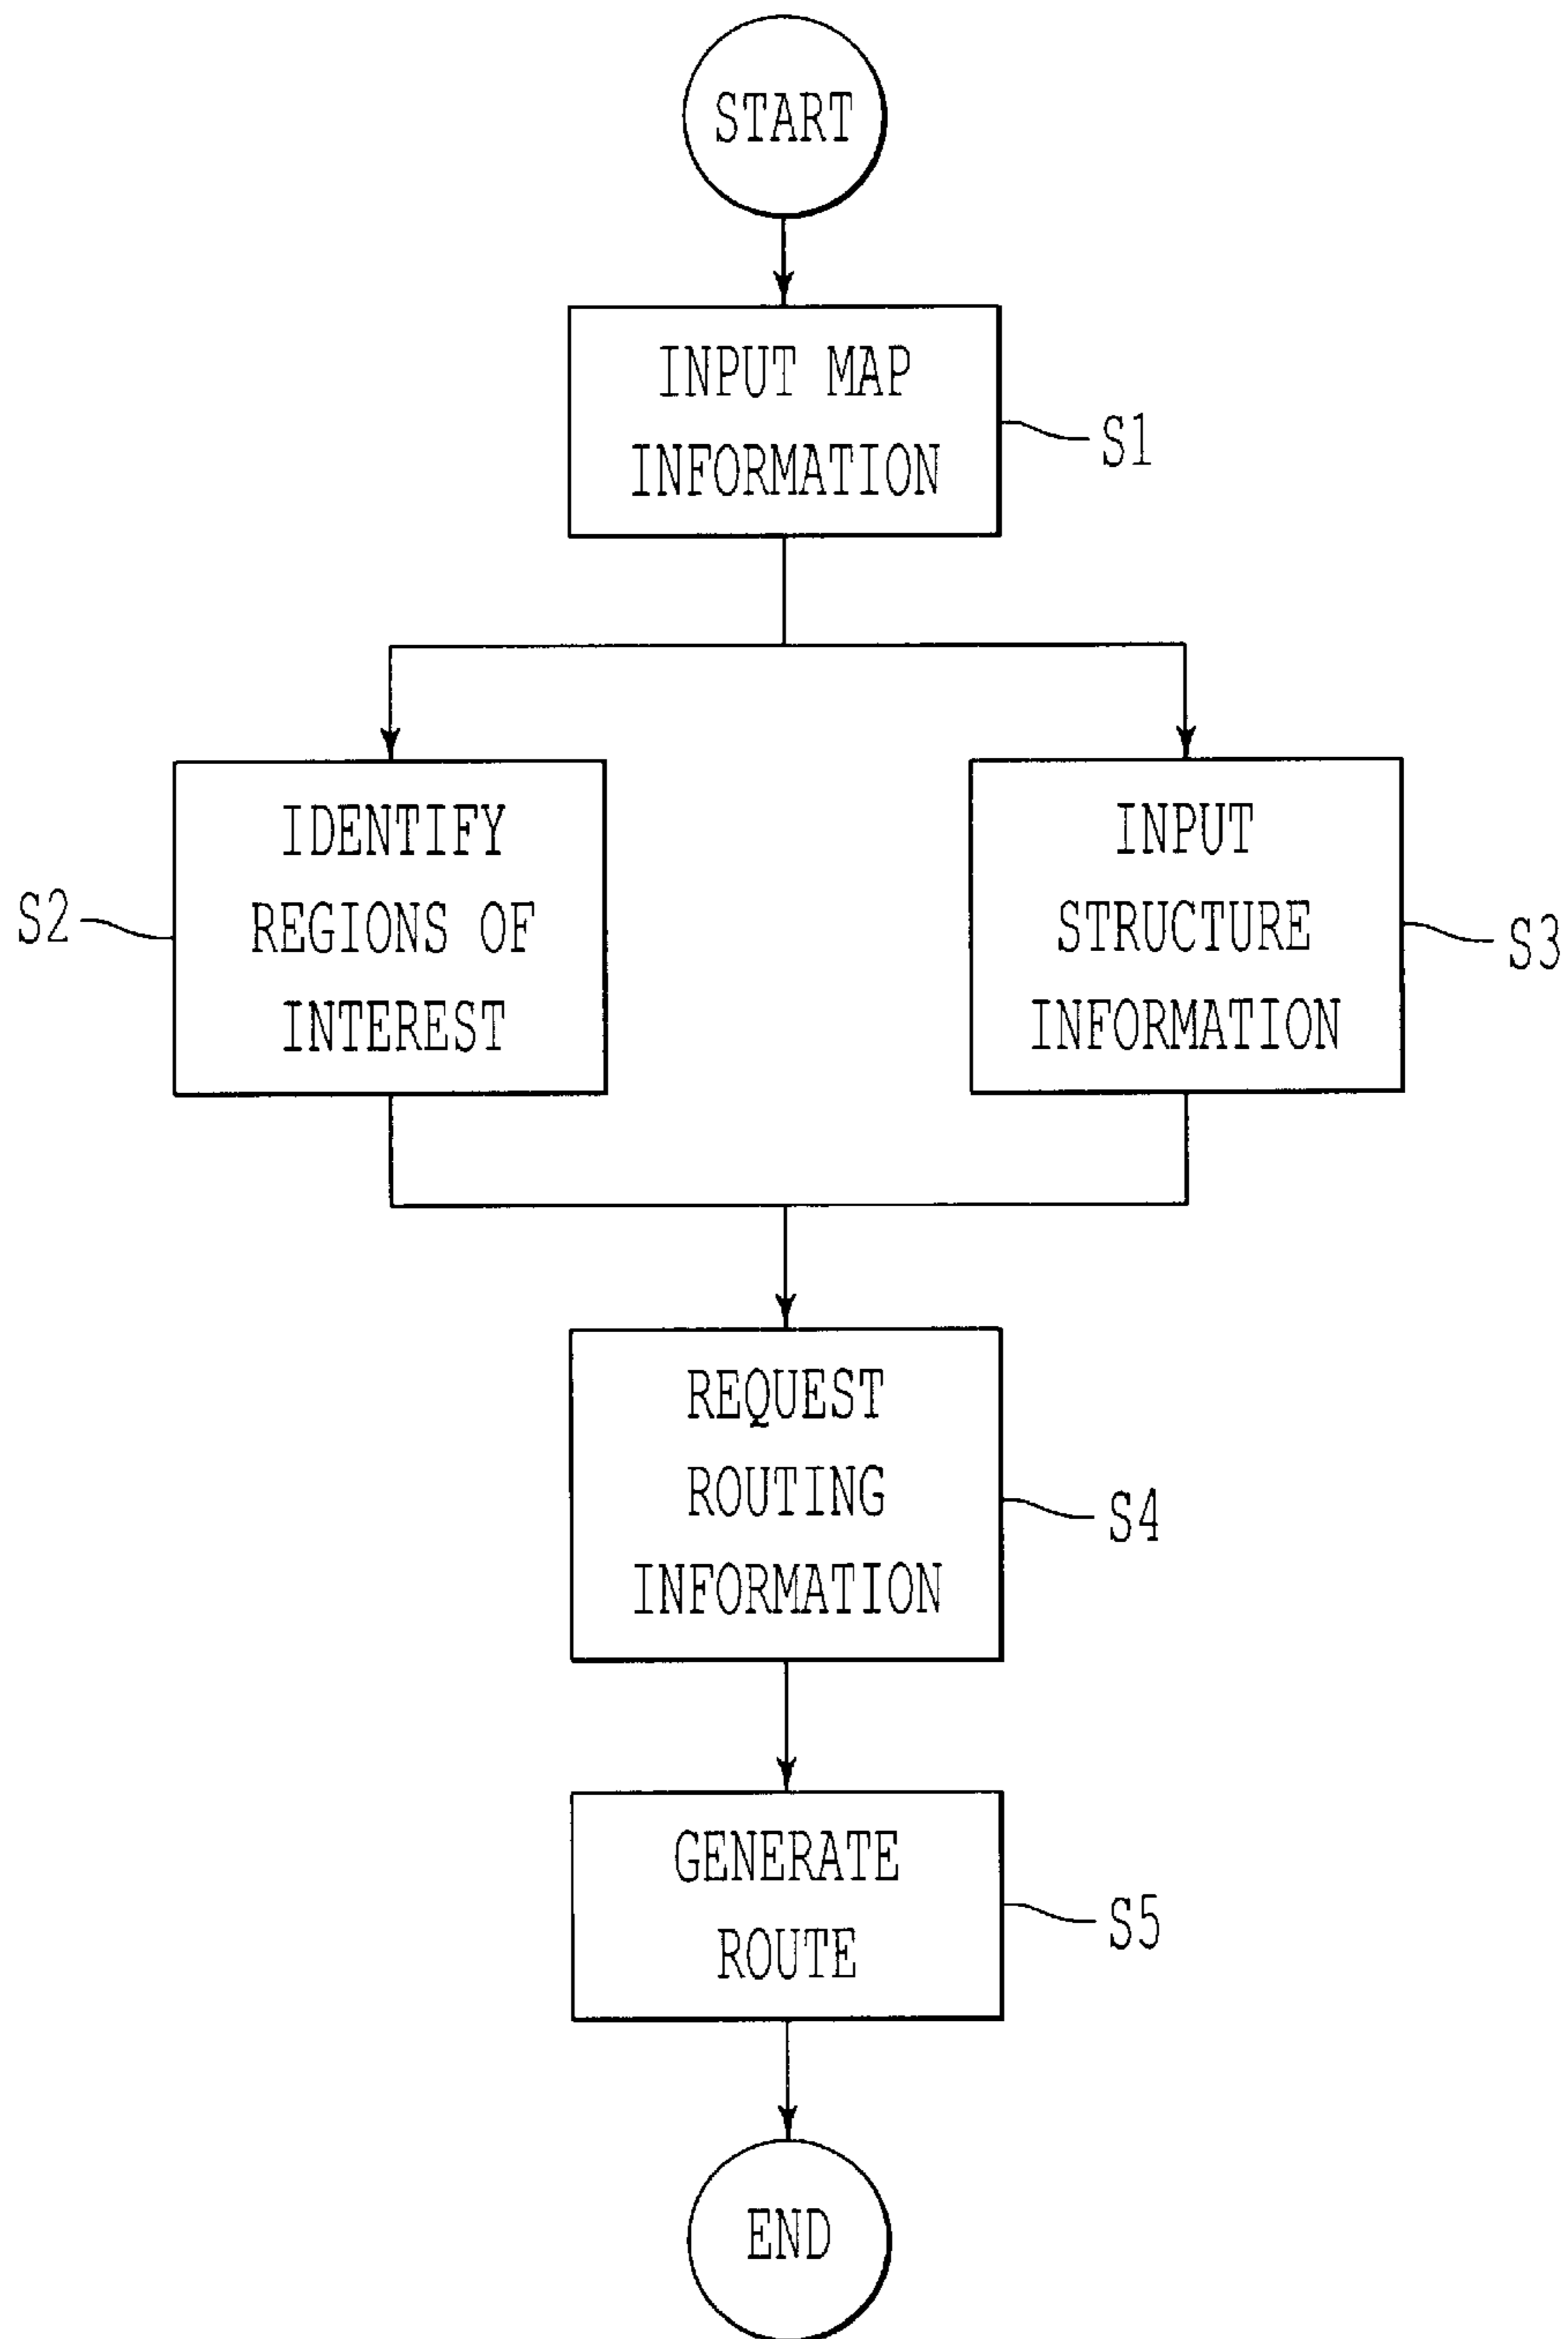 START
INPUT MAP
INFORMATION
S1
IDENTIFY
REGIONS OF
INTEREST
S2
INPUT
STRUCTURE
INFORMATION
S3
REQUEST
ROUTING
INFORMATION
S4
GENERATE
ROUTE
S5
END